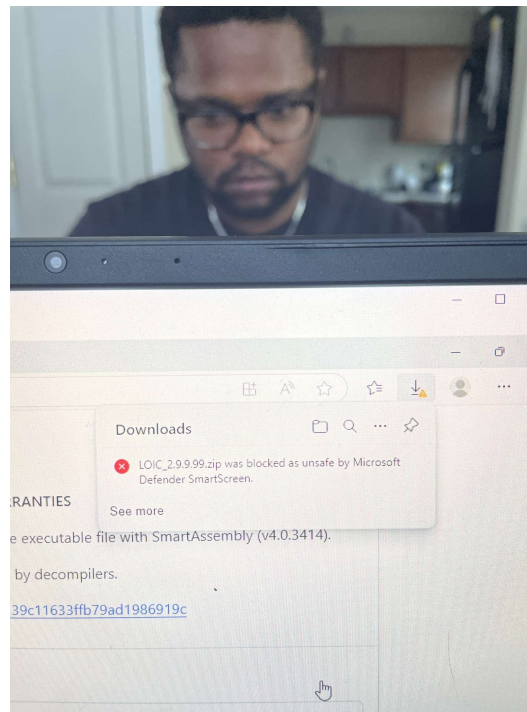 Downloads
LOIC_2.9.9.99.zip was blocked as unsafe by Microsoft
Defender SmartScreen.
See more
RRANTIES
e executable file with SmartAssembly (v4.0.3414).
by decompilers.
39c11633ffb79ad1986919c